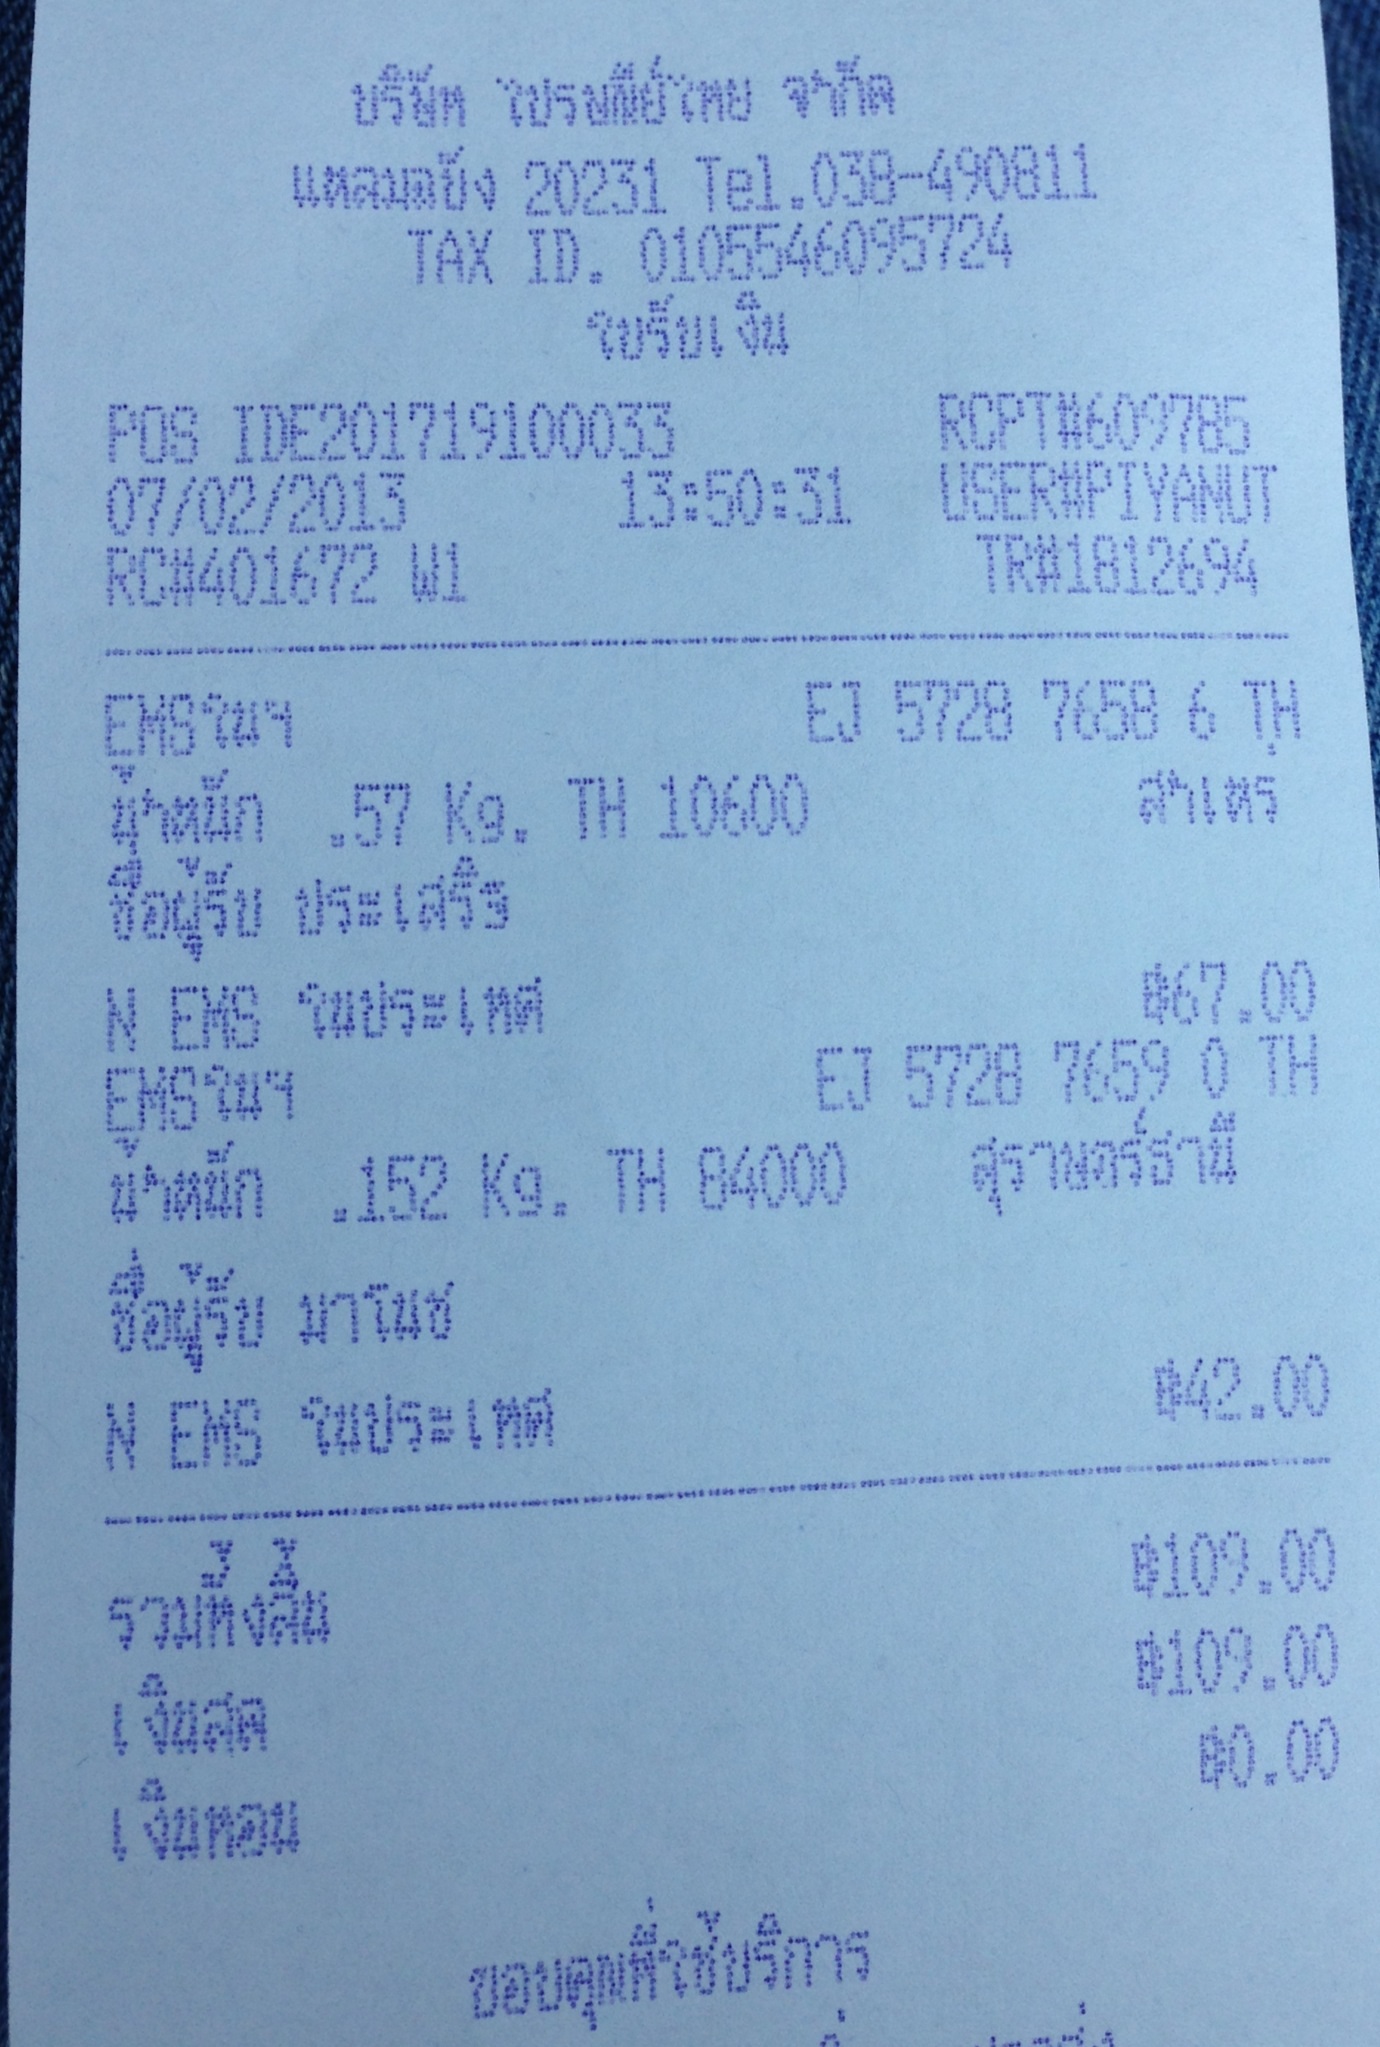 บริษัท ไปรษณีย์ไทย จำกัด
แหลมฉบัง 20231 Tel.038-490811
TAX ID. 0105546095724
ใบรับเงิน
POS IDE201719100033 RCPT#609785
07/02/2013 13:50:31 USER#PIYANUT
RC#401672 W1 TR#1812694
EMSในฯ EJ 5728 7658 6 TH
น้ำหนัก .57 Kg. TH 10600 สำเหร่
ชื่อผู้รับ ประเสริฐ
N EMS ในประเทศ ฿67.00
EMSในฯ EJ 5728 7659 0 TH
น้ำหนัก .152 Kg. TH 84000 สุราษฎร์ธานี
ชื่อผู้รับ
N EMS ในประเทศ ฿42.00
รวมทั้งสิ้น ฿109.00
เงินสด ฿109.00
เงินทอน ฿0.00
ขอบคุณที่ใช้บริการ